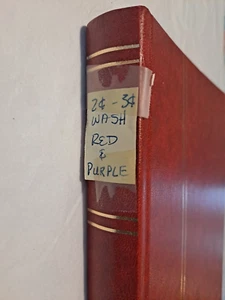 2¢ - 3¢
WASH
RED
&
PURPLE